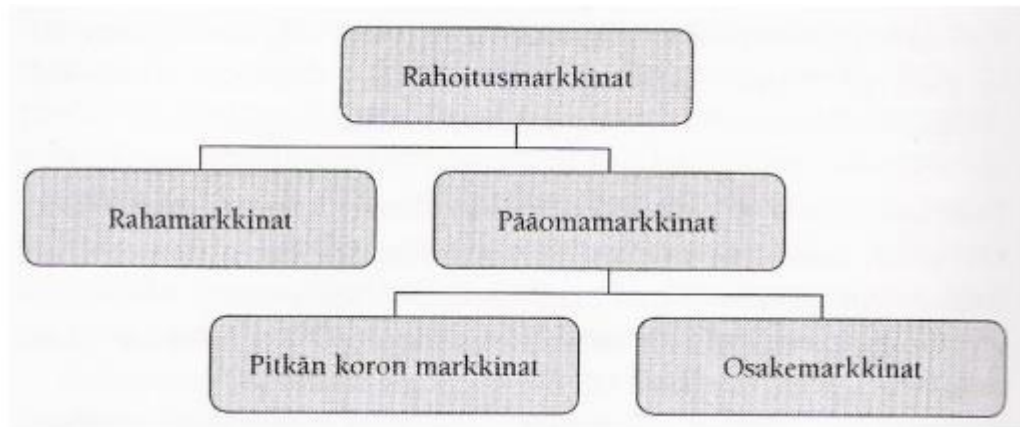 Rahoitusmarkkinat
Rahamarkkinat
Pääomamarkkinat
Pitkän koron markkinat
Osakemarkkinat